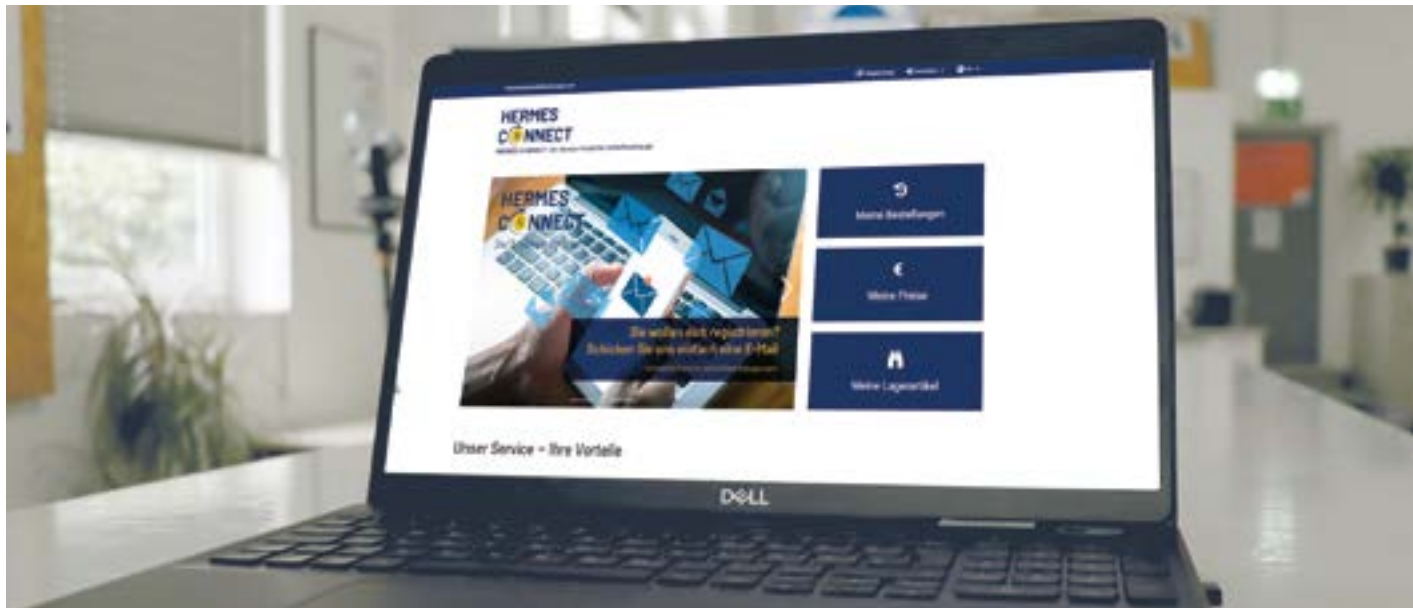 HERMES
CONNECT
HERMES
CONNECT
Meine Bestellungen
€
Meine Preise
Sie wollen sich registrieren?
Schicken Sie uns einfach eine E-Mail
Meine Lagerartikel
Unser Service – Ihre Vorteile
DELL